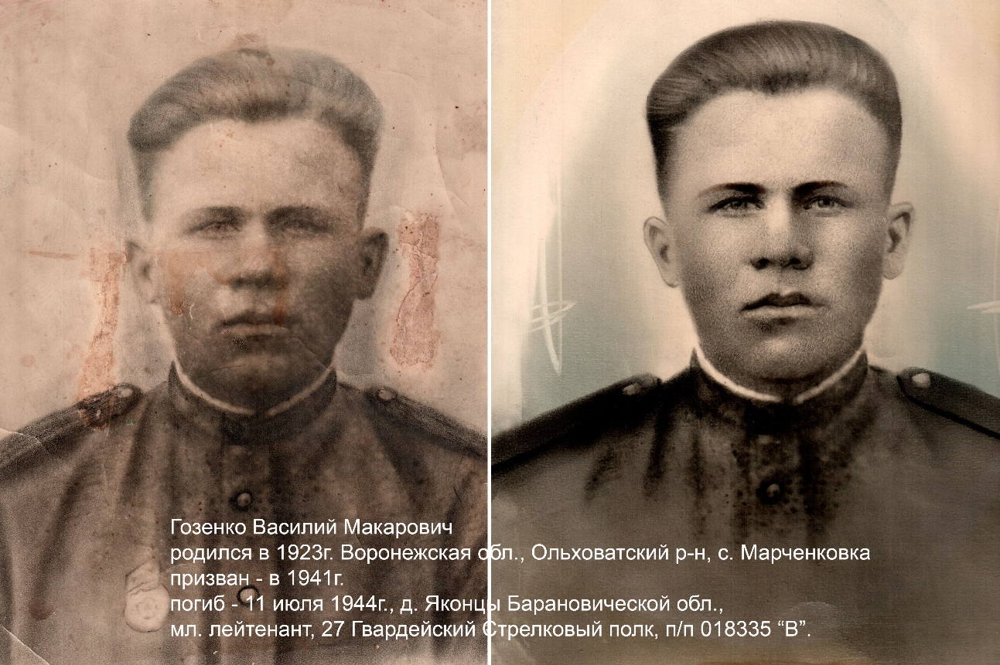 Гозенко Василий Макарович
родился в 1923г. Воронежская обл., Ольховатский р-н, с. Марченковка
призван - в 1941г.
погиб - 11 июля 1944г., д. Яконцы Барановической обл.,
мл. лейтенант, 27 Гвардейский Стрелковый полк, п/п 018335 “В”.